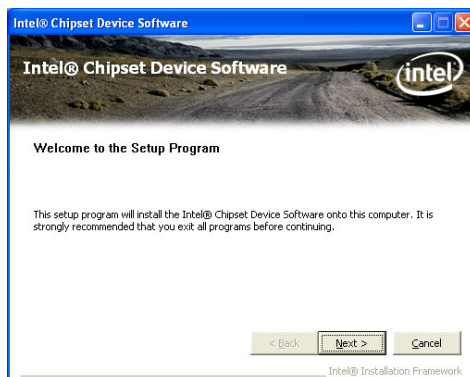 Intel® Chipset Device Software
Intel® Chipset Device Software
intel
Welcome to the Setup Program
This setup program will install the Intel® Chipset Device Software onto this computer. It is
strongly recommended that you exit all programs before continuing.
< Back
Next >
Cancel
Intel® Installation Framework